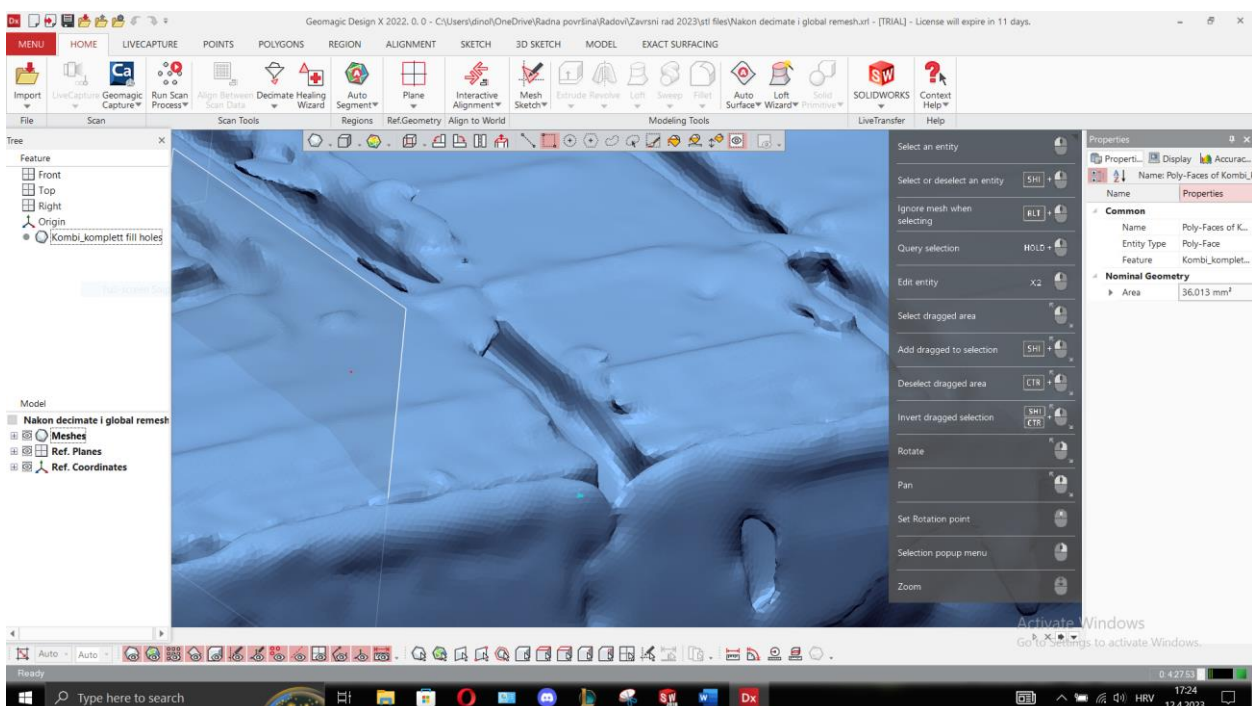 Geomagic Design X 2022. 0. 0 - C:\Users\dinof\OneDrive\Radna površina\Radovi\Zavrsni rad 2023\stl files\Nakon decimate i global remesh.xrl - [TRIAL] - License will expire in 11 days.
MENU HOME LIVECAPTURE POINTS POLYGONS REGION ALIGNMENT SKETCH 3D SKETCH MODEL EXACT SURFACING
Import LiveCapture Geomagic Capture Run Scan Process Align Between Scan Data Decimate Healing Wizard Auto Segment Plane Interactive Alignment Mesh Sketch Extrude Revolve Loft Sweep Fillet Auto Surface Loft Wizard Solid Primitive SOLIDWORKS Context Help
File Scan Scan Tools Regions Ref.Geometry Align to World Modeling Tools LiveTransfer Help
Tree
Feature
Front
Top
Right
Origin
Kombi_komplett fill holes
Model
Nakon decimate i global remesh
Meshes
Ref. Planes
Ref. Coordinates
Select an entity
Select or deselect an entity SHI +
Ignore mesh when selecting ALT +
Query selection HOLD +
Edit entity X2
Select dragged area
Add dragged to selection SHI +
Deselect dragged area CTR +
Invert dragged selection SHI CTR +
Rotate
Pan
Set Rotation point
Selection popup menu
Zoom
Properties
Properti... Display Accurac...
Name: Poly-Faces of Kombi_
Name Properties
Common
Name Poly-Faces of K...
Entity Type Poly-Face
Feature Kombi_komplet...
Nominal Geometry
Area 36.013 mm²
Activate Windows
Go to Settings to activate Windows.
Auto Auto
Ready 0: 4:27:53
Type here to search
HRV
17:24
12.4.2023